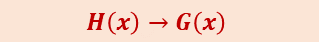 H(x) → G(x)